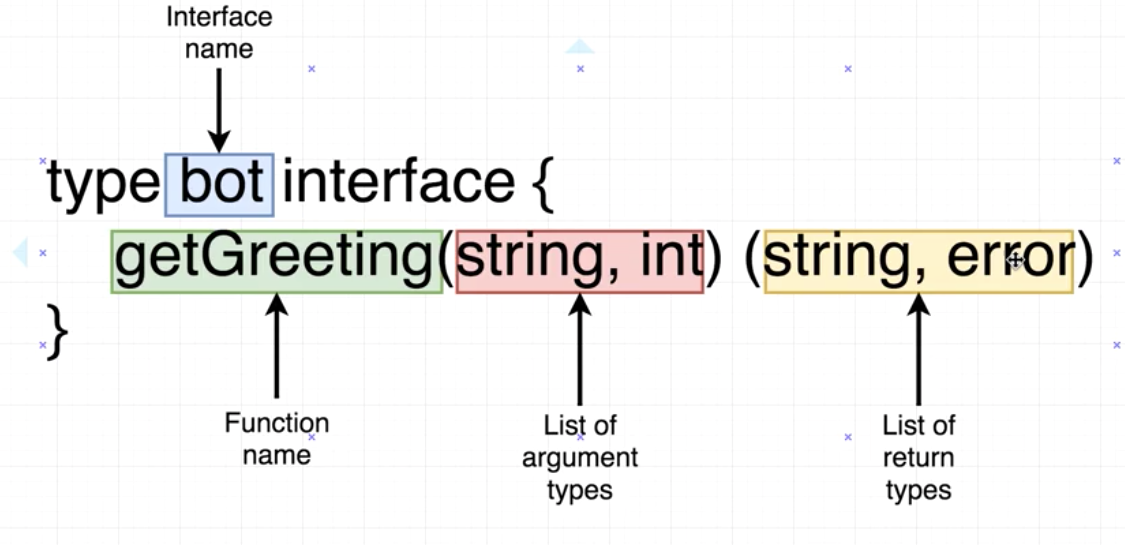 Interface
name
type bot interface {
getGreeting(string, int) (string, error)
}
Function
name
List of
argument
types
List of
return
types